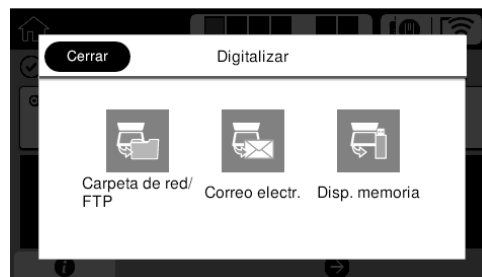 Cerrar
Digitalizar
Carpeta de red/
FTP
Correo electr.
Disp. memoria